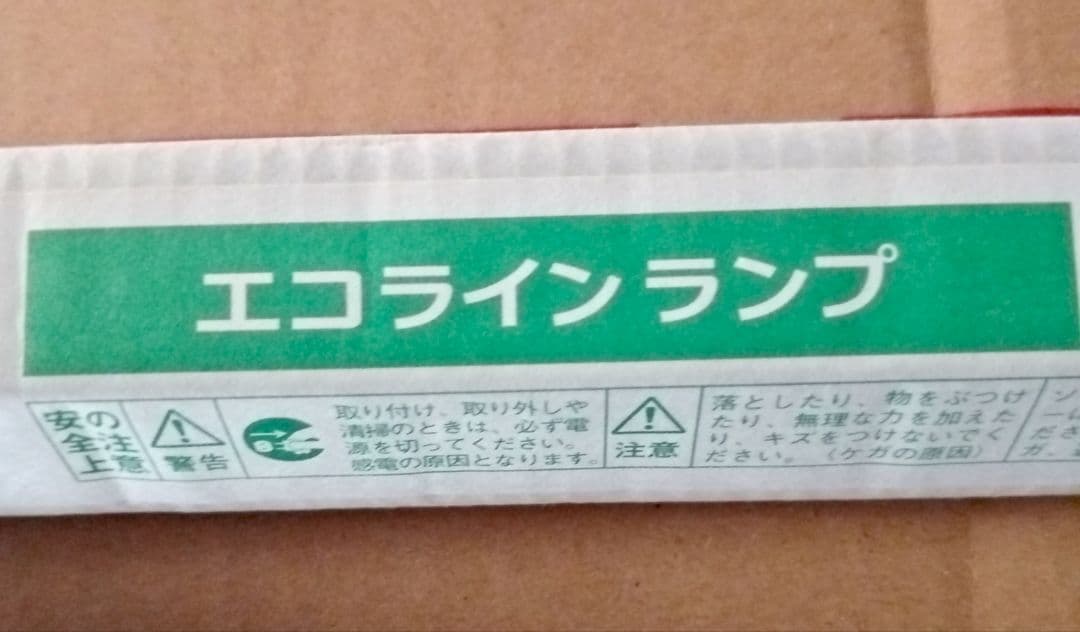 エコラインランプ
安全上の注意
警告
取り付け、取り外しや
清掃のときは、必ず電
源を切ってください。
感電の原因となります。
注意
落としたり、物をぶつけ
たり、無理な力を加えた
り、キズをつけないでく
ださい。（ケガの原因）